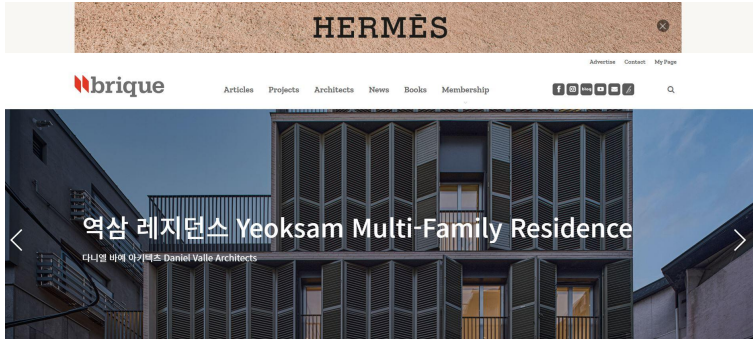 HERMÈS
Advertise Contact My Page
brique
Articles Projects Architects News Books Membership
blog
역삼 레지던스 Yeoksam Multi-Family Residence
다니엘 바예 아키텍츠 Daniel Valle Architects